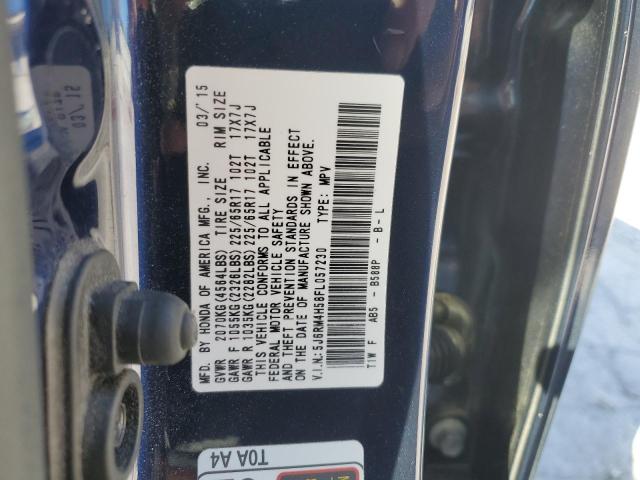 MFD. BY HONDA OF AMERICA MFG., INC. 03/'15
GVWR 2070KG(4564LBS) TIRE SIZE RIM SIZE
GAWR F 1055KG(2326LBS) 225/65R17 102T 17X7J
GAWR R 1035KG(2282LBS) 225/65R17 102T 17X7J
THIS VEHICLE CONFORMS TO ALL APPLICABLE
FEDERAL MOTOR VEHICLE SAFETY
AND THEFT PREVENTION STANDARDS IN EFFECT
ON THE DATE OF MANUFACTURE SHOWN ABOVE.
V.I.N.: 5J6RM4H58FL057230 TYPE: MPV
TIW F AB5 - B588P - B - L
T0A A4